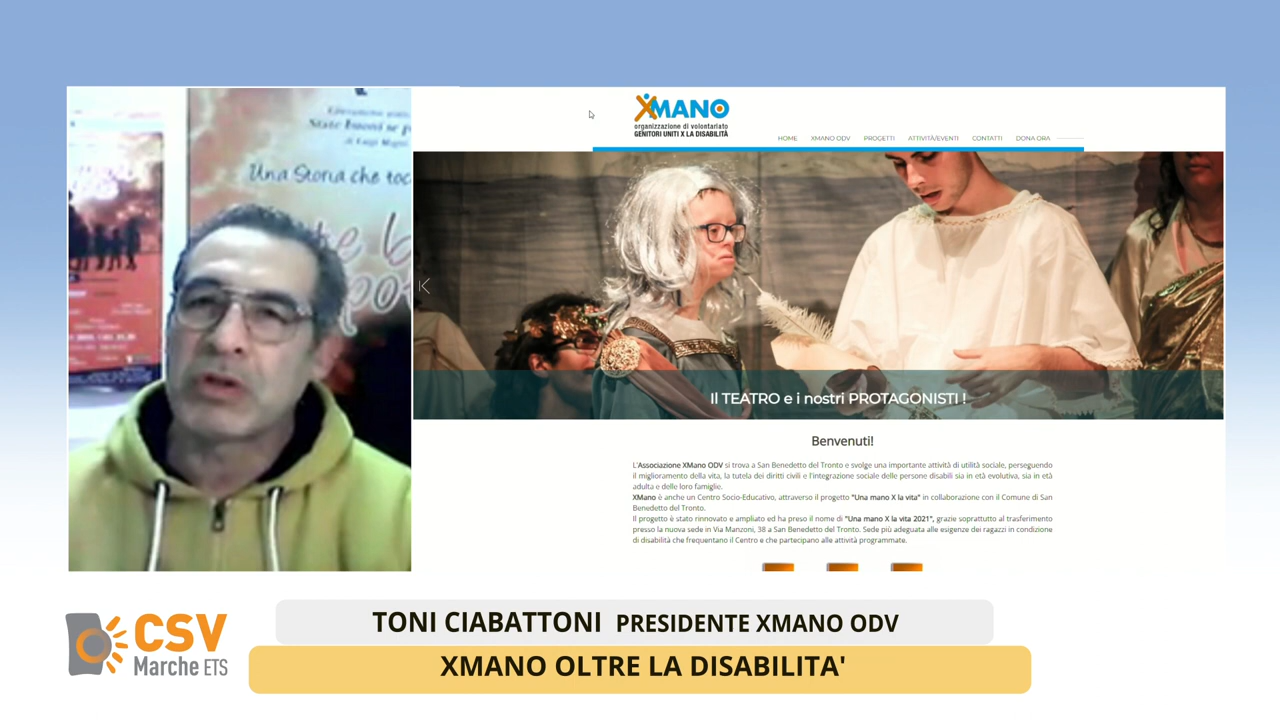 Una Storia che toc
XMANO
organizzazione di volontariato
GENITORI UNITI X LA DISABILITÀ
HOME XMANO ODV PROGETTI ATTIVITÀ/EVENTI CONTATTI DONA ORA
Il TEATRO e i nostri PROTAGONISTI !
Benvenuti!
L'Associazione XMano ODV si trova a San Benedetto del Tronto e svolge una importante attività di utilità sociale, perseguendo
il miglioramento della vita, la tutela dei diritti civili e l'integrazione sociale delle persone disabili sia in età evolutiva, sia in età
adulta e delle loro famiglie.
XMano è anche un Centro Socio-Educativo, attraverso il progetto "Una mano X la vita" in collaborazione con il Comune di San
Benedetto del Tronto.
Il progetto è stato rinnovato e ampliato ed ha preso il nome di "Una mano X la vita 2021", grazie soprattutto al trasferimento
presso la nuova sede in Via Manzoni, 38 a San Benedetto del Tronto. Sede più adeguata alle esigenze dei ragazzi in condizione
di disabilità che frequentano il Centro e che partecipano alle attività programmate.
CSV
Marche ETS
TONI CIABATTONI PRESIDENTE XMANO ODV
XMANO OLTRE LA DISABILITA'